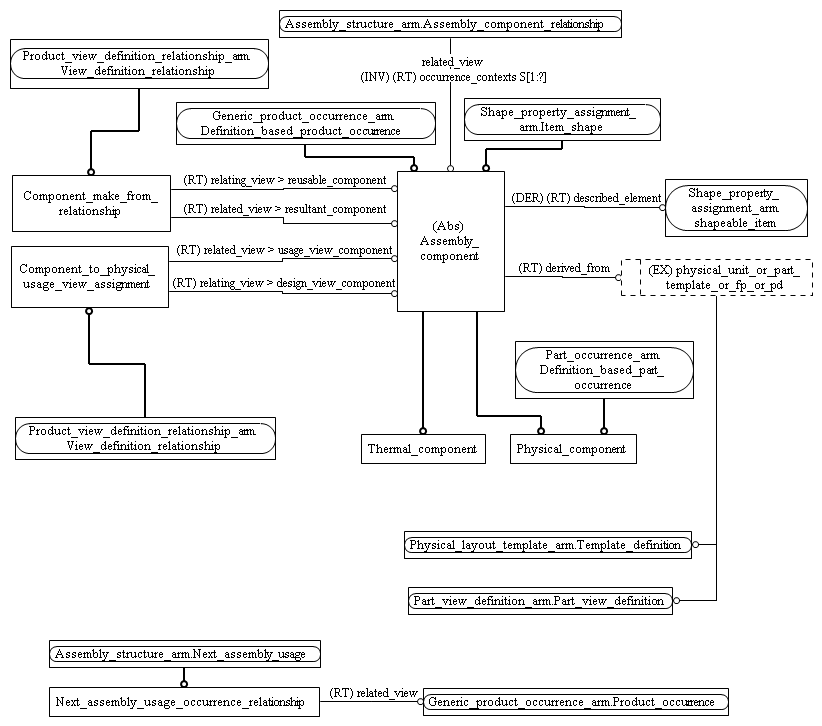 Assembly_structure_arm.Assembly_component_relationship
Product_view_definition_relationship_arm.
View_definition_relationship
related_view
(INV) (RT) occurrence_contexts S[1:?]
Generic_product_occurrence_arm.
Definition_based_product_occurrence
Shape_property_assignment_
arm.Item_shape
(RT) relating_view > reusable_component
Component_make_from_
relationship
(RT) related_view > resultant_component
(Abs)
Assembly_
component
(DER) (RT) described_element
Shape_property_
assignment_arm.
shapeable_item
(RT) related_view > usage_view_component
Component_to_physical_
usage_view_assignment
(RT) relating_view > design_view_component
(RT) derived_from
(EX) physical_unit_or_part_
template_or_fp_or_pd
Part_occurrence_arm.
Definition_based_part_
occurrence
Product_view_definition_relationship_arm.
View_definition_relationship
Thermal_component
Physical_component
Physical_layout_template_arm.Template_definition
Part_view_definition_arm.Part_view_definition
Assembly_structure_arm.Next_assembly_usage
Next_assembly_usage_occurrence_relationship
(RT) related_view
Generic_product_occurrence_arm.Product_occurrence